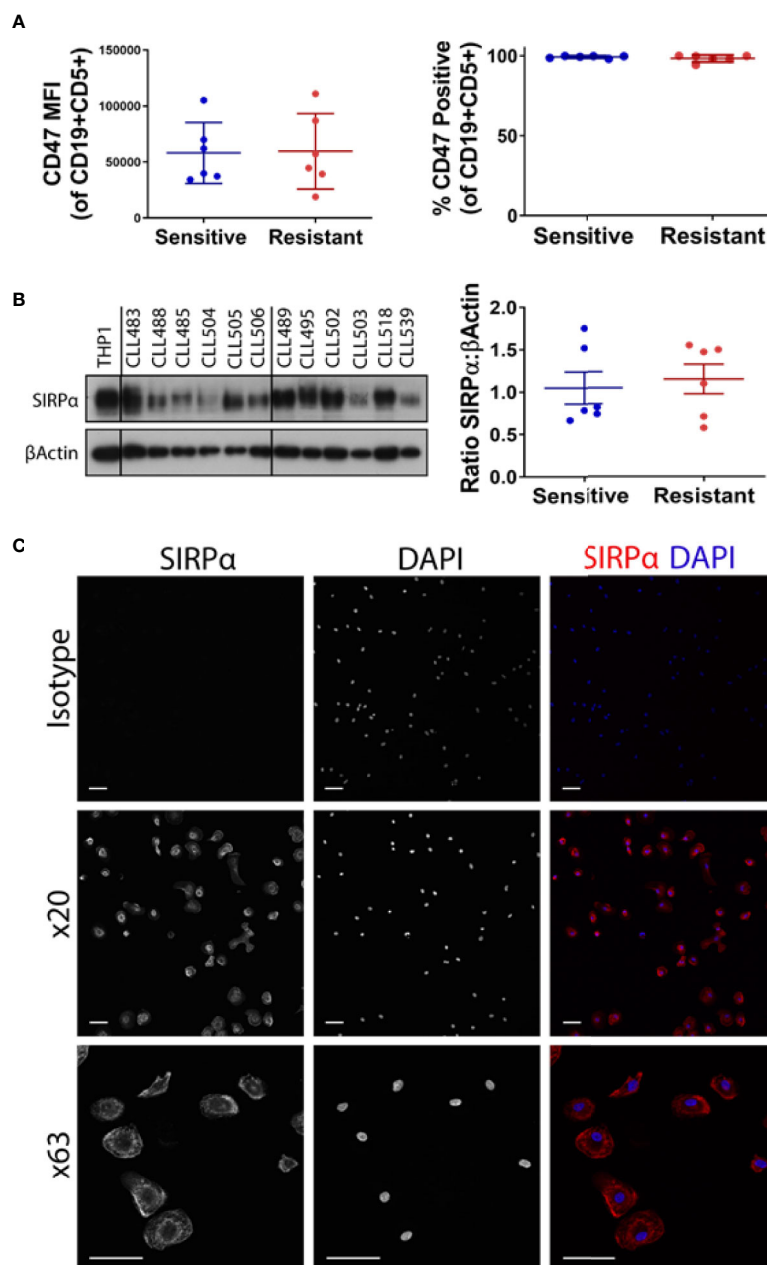 A
CD47 MFI
(of CD19+CD5+)
150000
100000
50000
0
Sensitive Resistant
% CD47 Positive
(of CD19+CD5+)
100
50
0
Sensitive Resistant
B
THP1 CLL483 CLL488 CLL485 CLL504 CLL505 CLL506 CLL489 CLL495 CLL502 CLL503 CLL518 CLL539
SIRPα
βActin
Ratio SIRPα:βActin
2.0
1.5
1.0
0.5
0.0
Sensitive Resistant
C
SIRPα DAPI SIRPα DAPI
Isotype
x20
x63